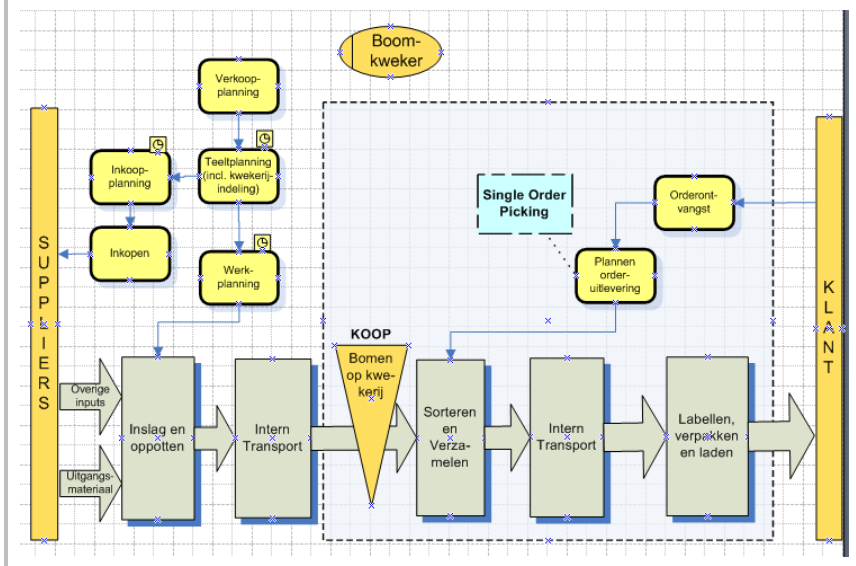 Boom-
kweker
Verkoop-
planning
Teeltplanning
(incl. kwekerij-
indeling)
Inkoop-
planning
Inkopen
Werk-
planning
Single Order
Picking
Orderont-
vangst
Plannen
order-
uitlevering
SUPPLIERS
KLANT
KOOP
Bomen
op kwe-
kerij
Overige
inputs
Uitgangs-
materiaal
Inslag en
oppotten
Intern
Transport
Sorteren
en
Verza-
melen
Intern
Transport
Labellen,
verpakken
en laden